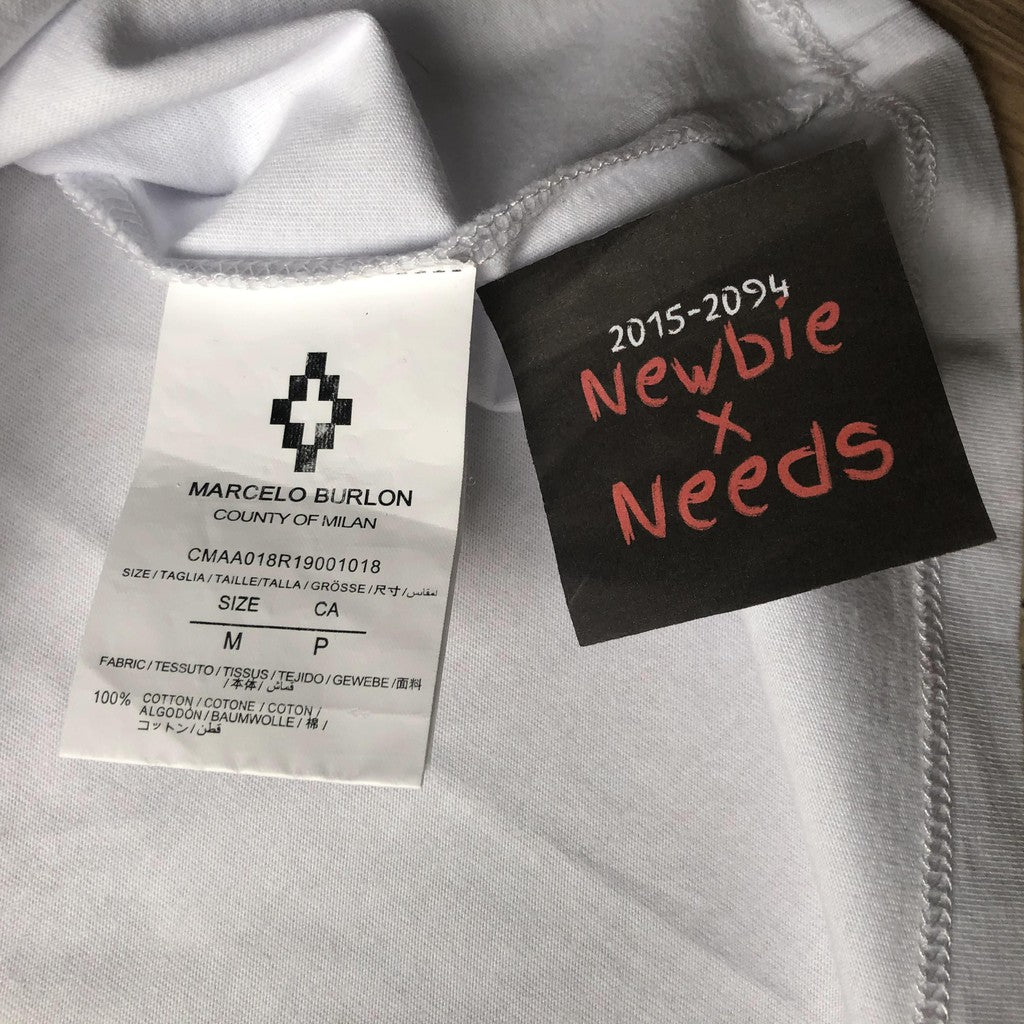 MARCELO BURLON
COUNTY OF MILAN
CMAA018R19001018
SIZE / TAGLIA / TAILLE/TALLA / GRÖSSE / 尺寸 /
SIZE CA
M P
FABRIC / TESSUTO / TISSUS / TEJIDO / GEWEBE / 面料
/ 本体 / قماش
100% COTTON / COTONE / COTON /
ALGODÓN / BAUMWOLLE / 棉 /
コットン / قطن
2015-2094
Newbie
x
Needs